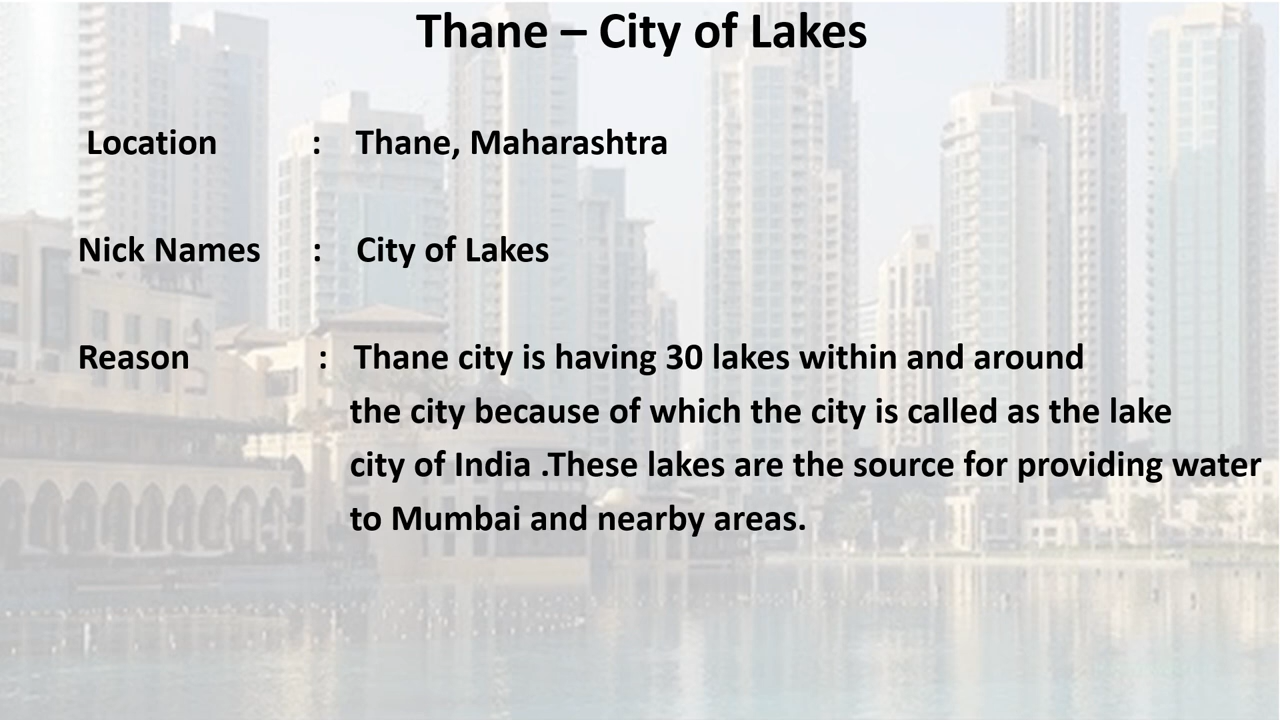 Thane – City of Lakes
Location : Thane, Maharashtra
Nick Names : City of Lakes
Reason : Thane city is having 30 lakes within and around
the city because of which the city is called as the lake
city of India .These lakes are the source for providing water
to Mumbai and nearby areas.